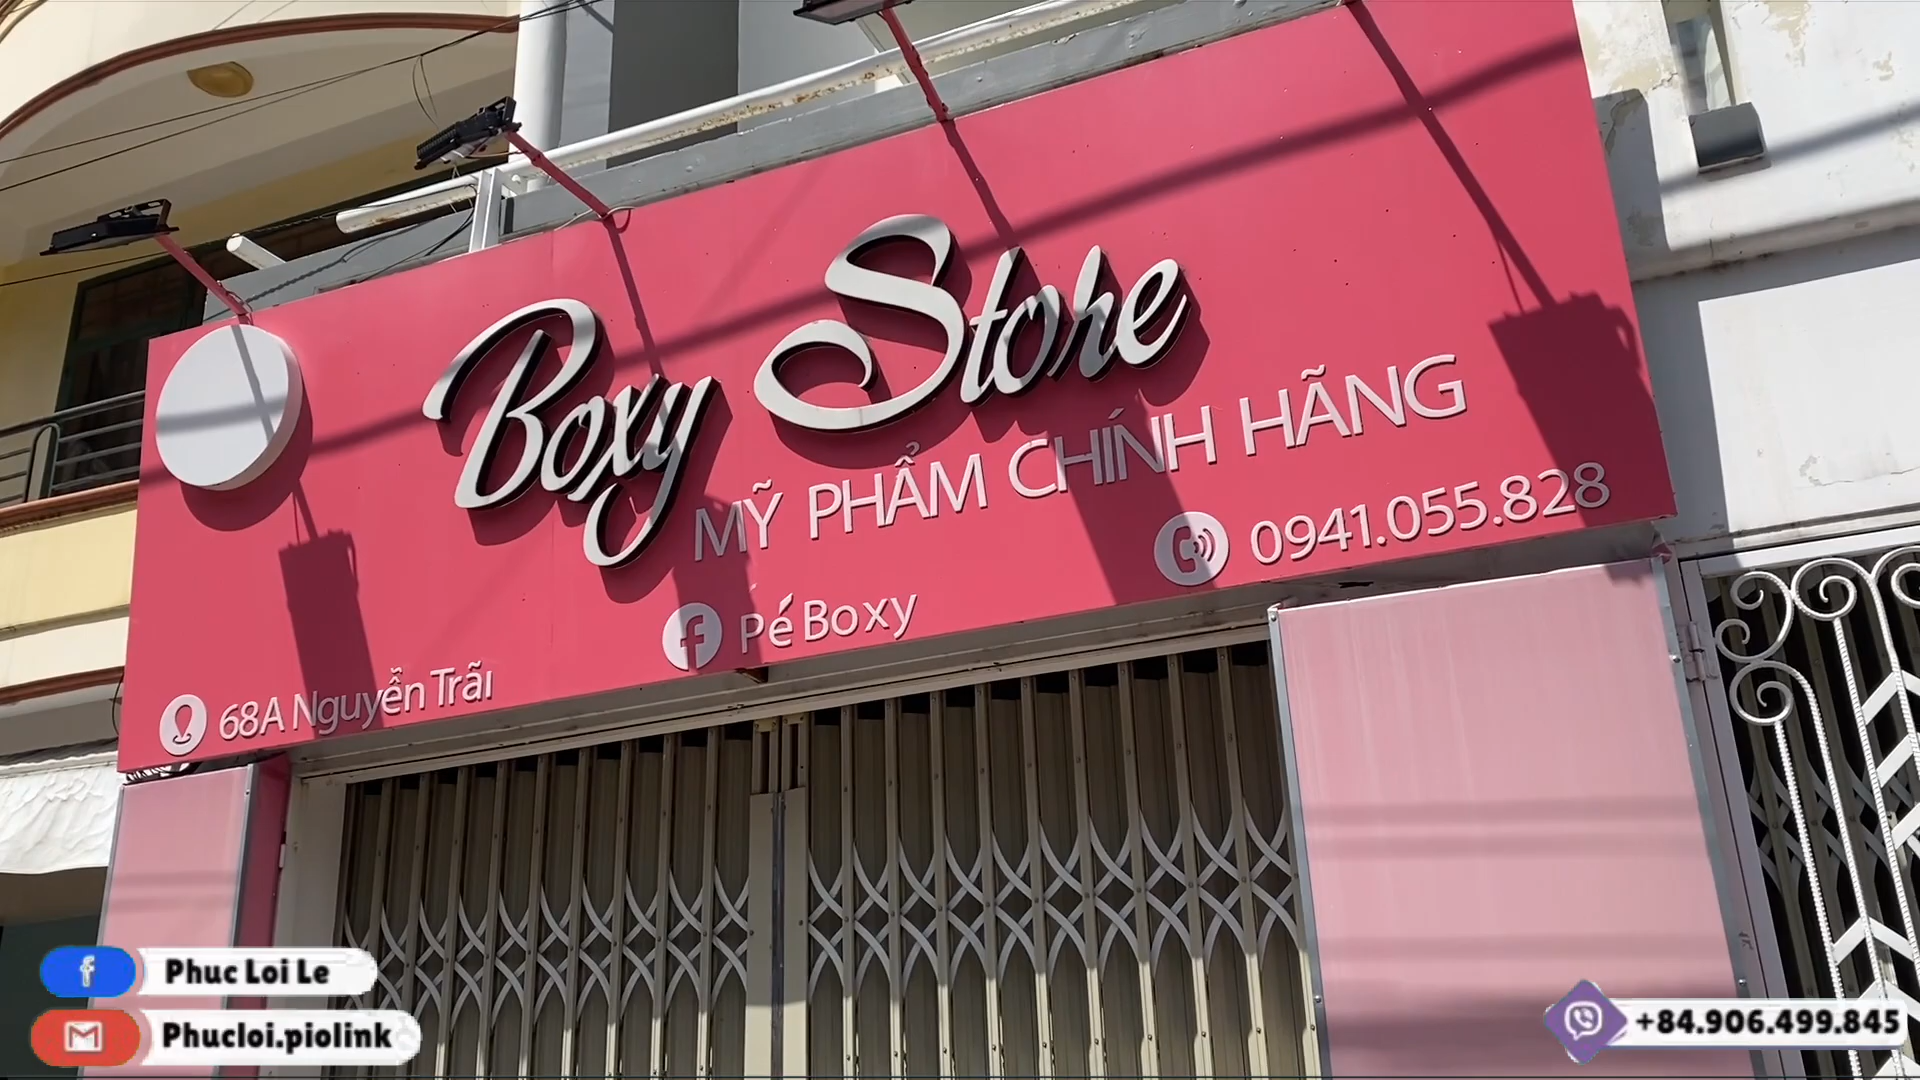 Boxy Store
MỸ PHẨM CHÍNH HÃNG
0941.055.828
Pé Boxy
68A Nguyễn Trãi
Phuc Loi Le
Phucloi.piolink
+84.906.499.845